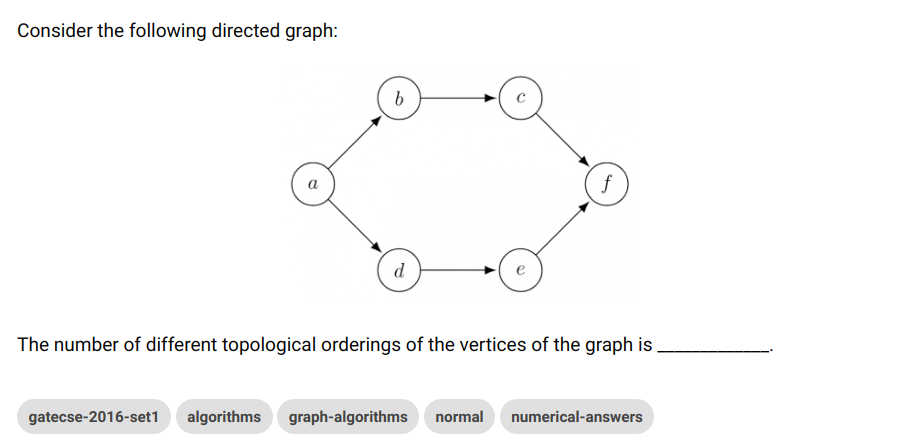 Consider the following directed graph:
b
c
a
f
d
e
The number of different topological orderings of the vertices of the graph is _____________.
gatecse-2016-set1 algorithms graph-algorithms normal numerical-answers